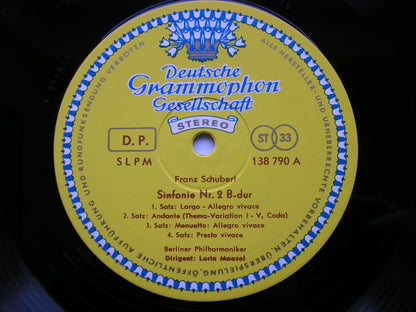 Deutsche
Grammophon
Gesellschaft
STEREO
D. P.
SLPM
ST 33
138 790 A
Franz Schubert
Sinfonie Nr. 2 B-dur
1. Satz: Largo - Allegro vivace
2. Satz: Andante (Thema-Variation I - V, Coda)
3. Satz: Menuetto: Allegro vivace
4. Satz: Presto vivace
Berliner Philharmoniker
Dirigent: Lorin Maazel
ALLE HERSTELLER- UND URHEBERRECHTE VORBEHALTEN
ÜBERSPIELUNG, ÖFFENTLICHE AUFFÜHRUNG UND RUNDFUNKSENDUNG VERBOTEN